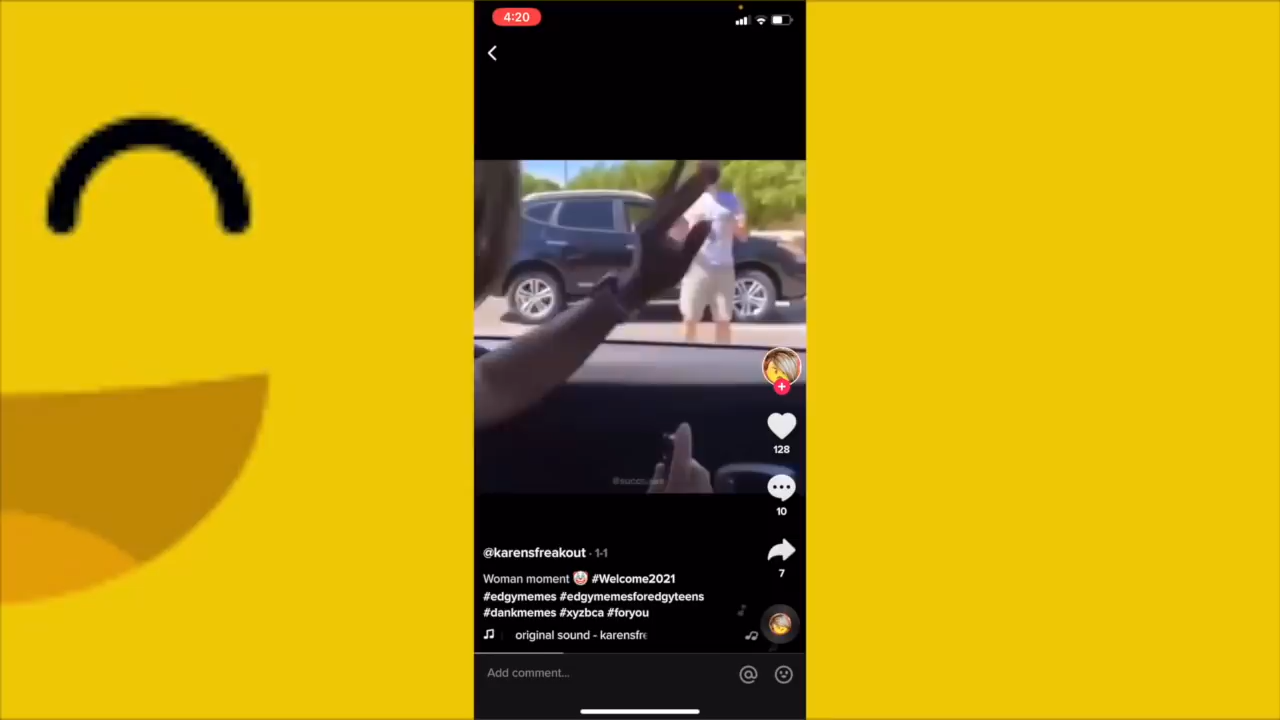 4:20
128
10
7
@karensfreakout · 1-1
Woman moment 🤡 #Welcome2021
#edgymemes #edgymemesforedgyteens
#dankmemes #xyzbca #foryou
original sound - karensfre
Add comment...